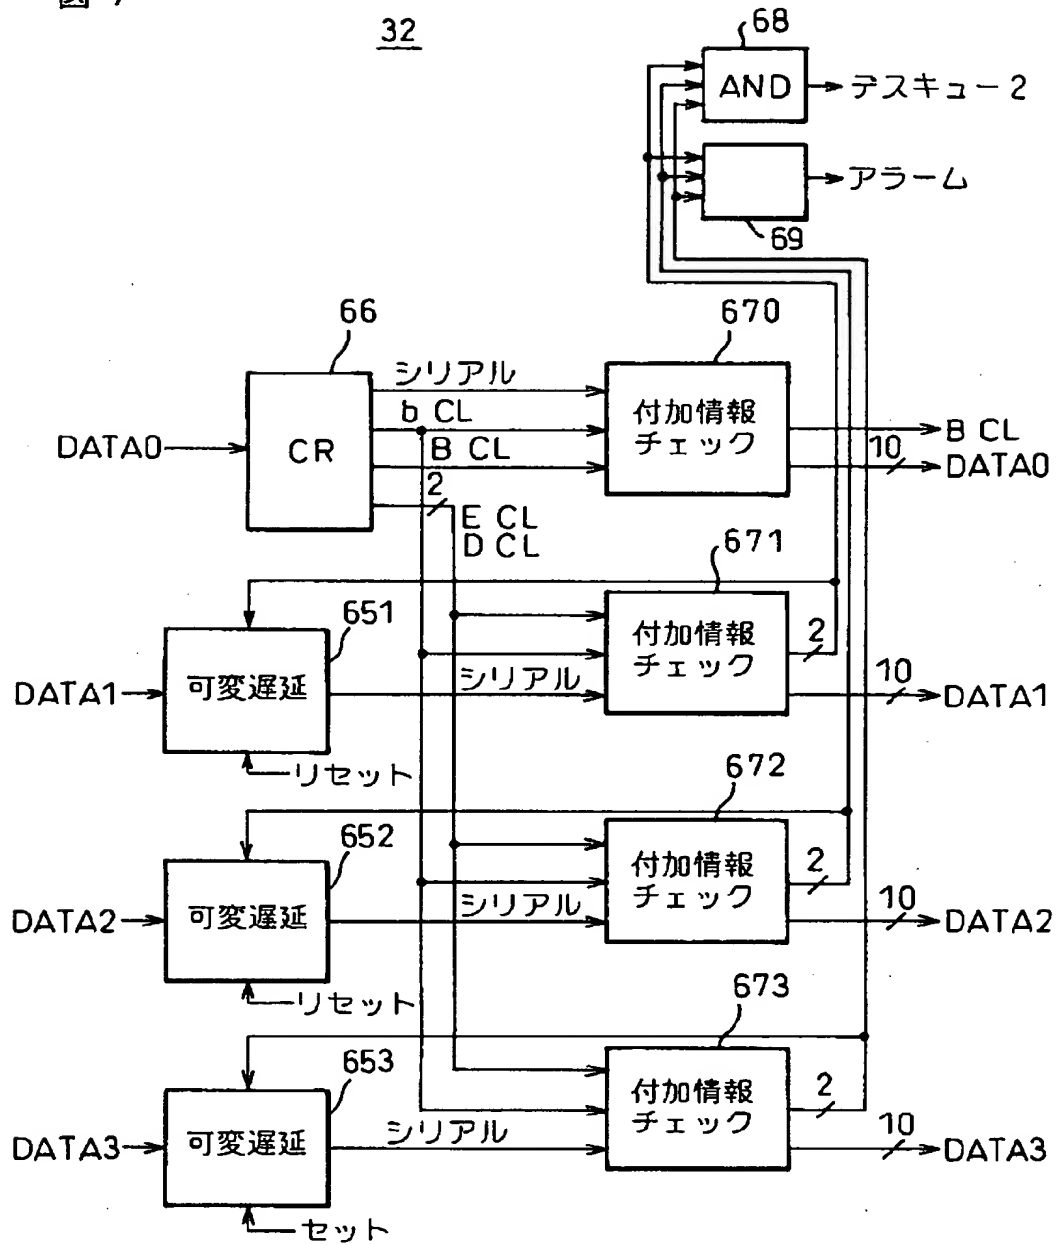 32
68
AND
デスキュー2
アラーム
69
66
670
シリアル
b CL
DATA0
CR
B CL
2
E CL
D CL
付加情報
チェック
B CL
10
DATA0
671
651
付加情報
チェック
2
DATA1
可変遅延
シリアル
10
DATA1
リセット
672
652
付加情報
チェック
2
DATA2
可変遅延
シリアル
10
DATA2
リセット
673
653
付加情報
チェック
2
DATA3
可変遅延
シリアル
10
DATA3
セット